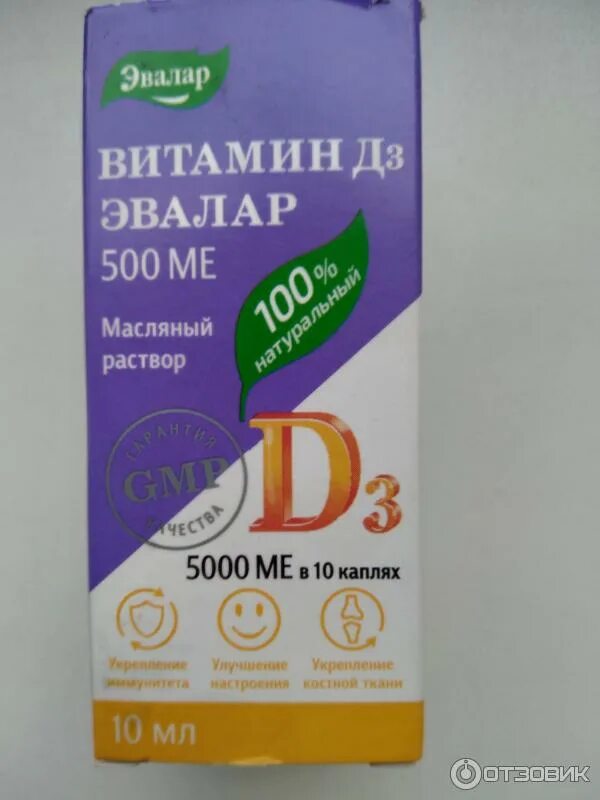 Эвалар
ВИТАМИН Д3
ЭВАЛАР
500 МЕ
100%
натуральный
Масляный
раствор
ГАРАНТИЯ
GMP
КАЧЕСТВА
D3
5000 МЕ в 10 каплях
Укрепление
иммунитета
Улучшение
настроения
Укрепление
костной ткани
10 мл
ОТЗОВИК